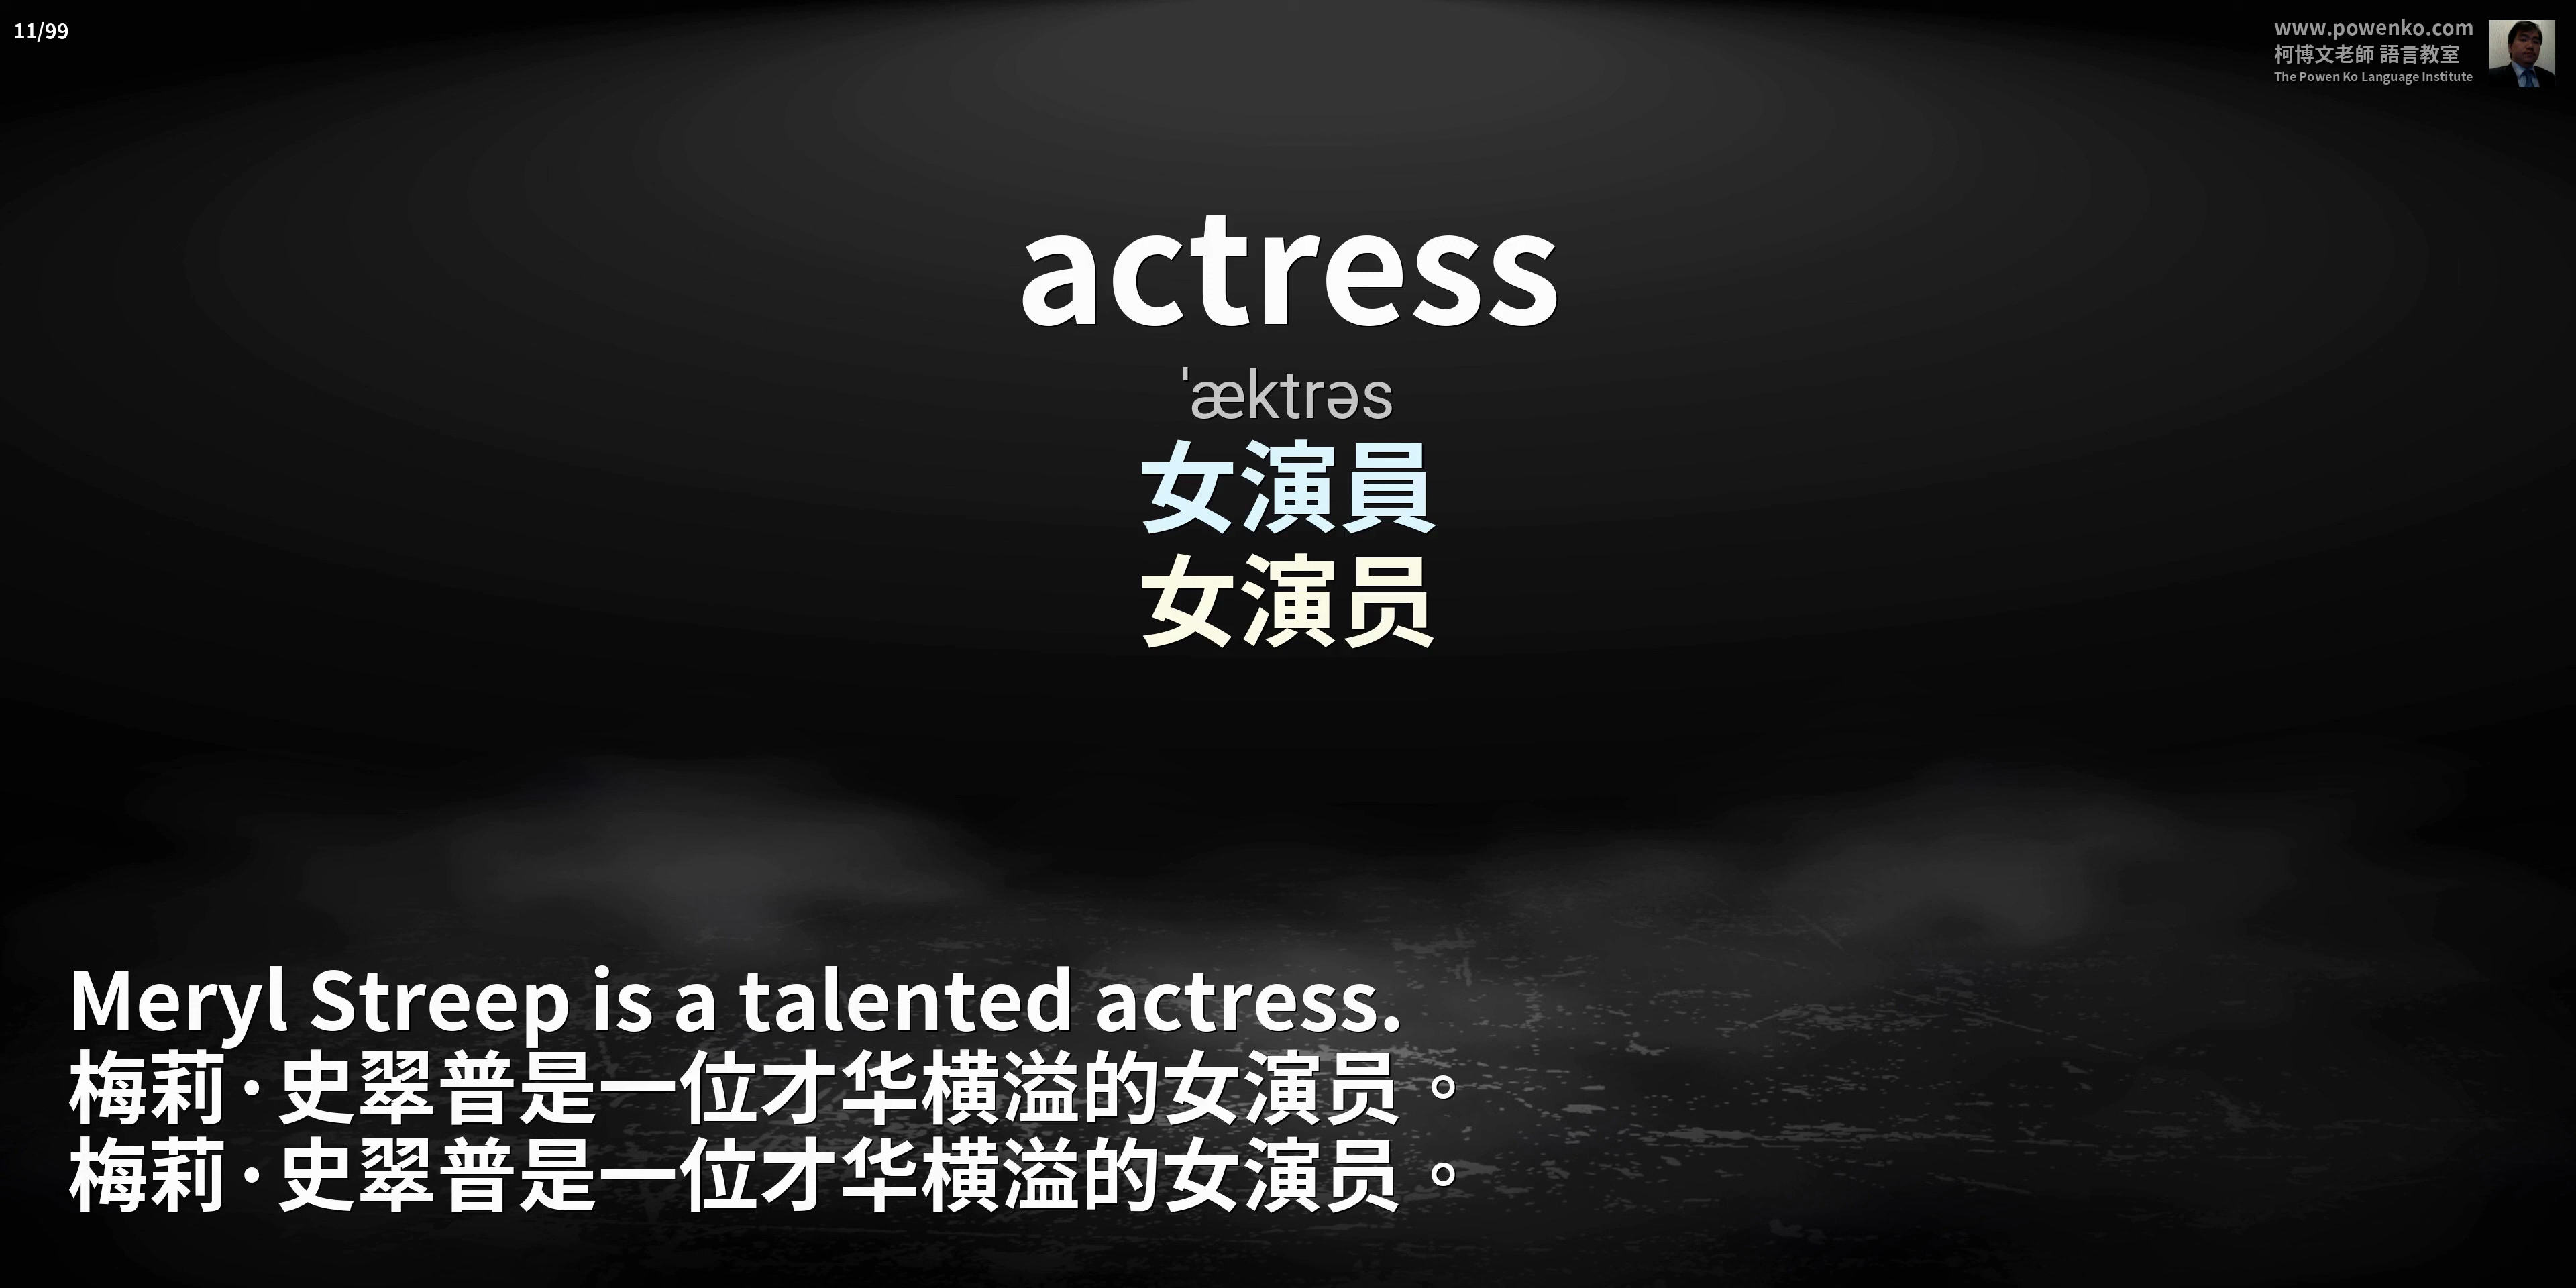 11/99
www.powenko.com
柯博文老師 語言教室
The Powen Ko Language Institute
actress
ˈæktrəs
女演員
女演员
Meryl Streep is a talented actress.
梅莉·史翠普是一位才华横溢的女演员。
梅莉·史翠普是一位才华横溢的女演员。